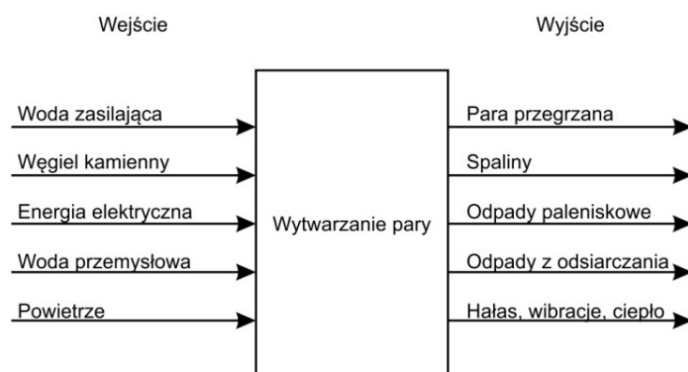 Wejście
Wyjście
Woda zasilająca
Węgiel kamienny
Energia elektryczna
Woda przemysłowa
Powietrze
Wytwarzanie pary
Para przegrzana
Spaliny
Odpady paleniskowe
Odpady z odsiarczania
Hałas, wibracje, ciepło